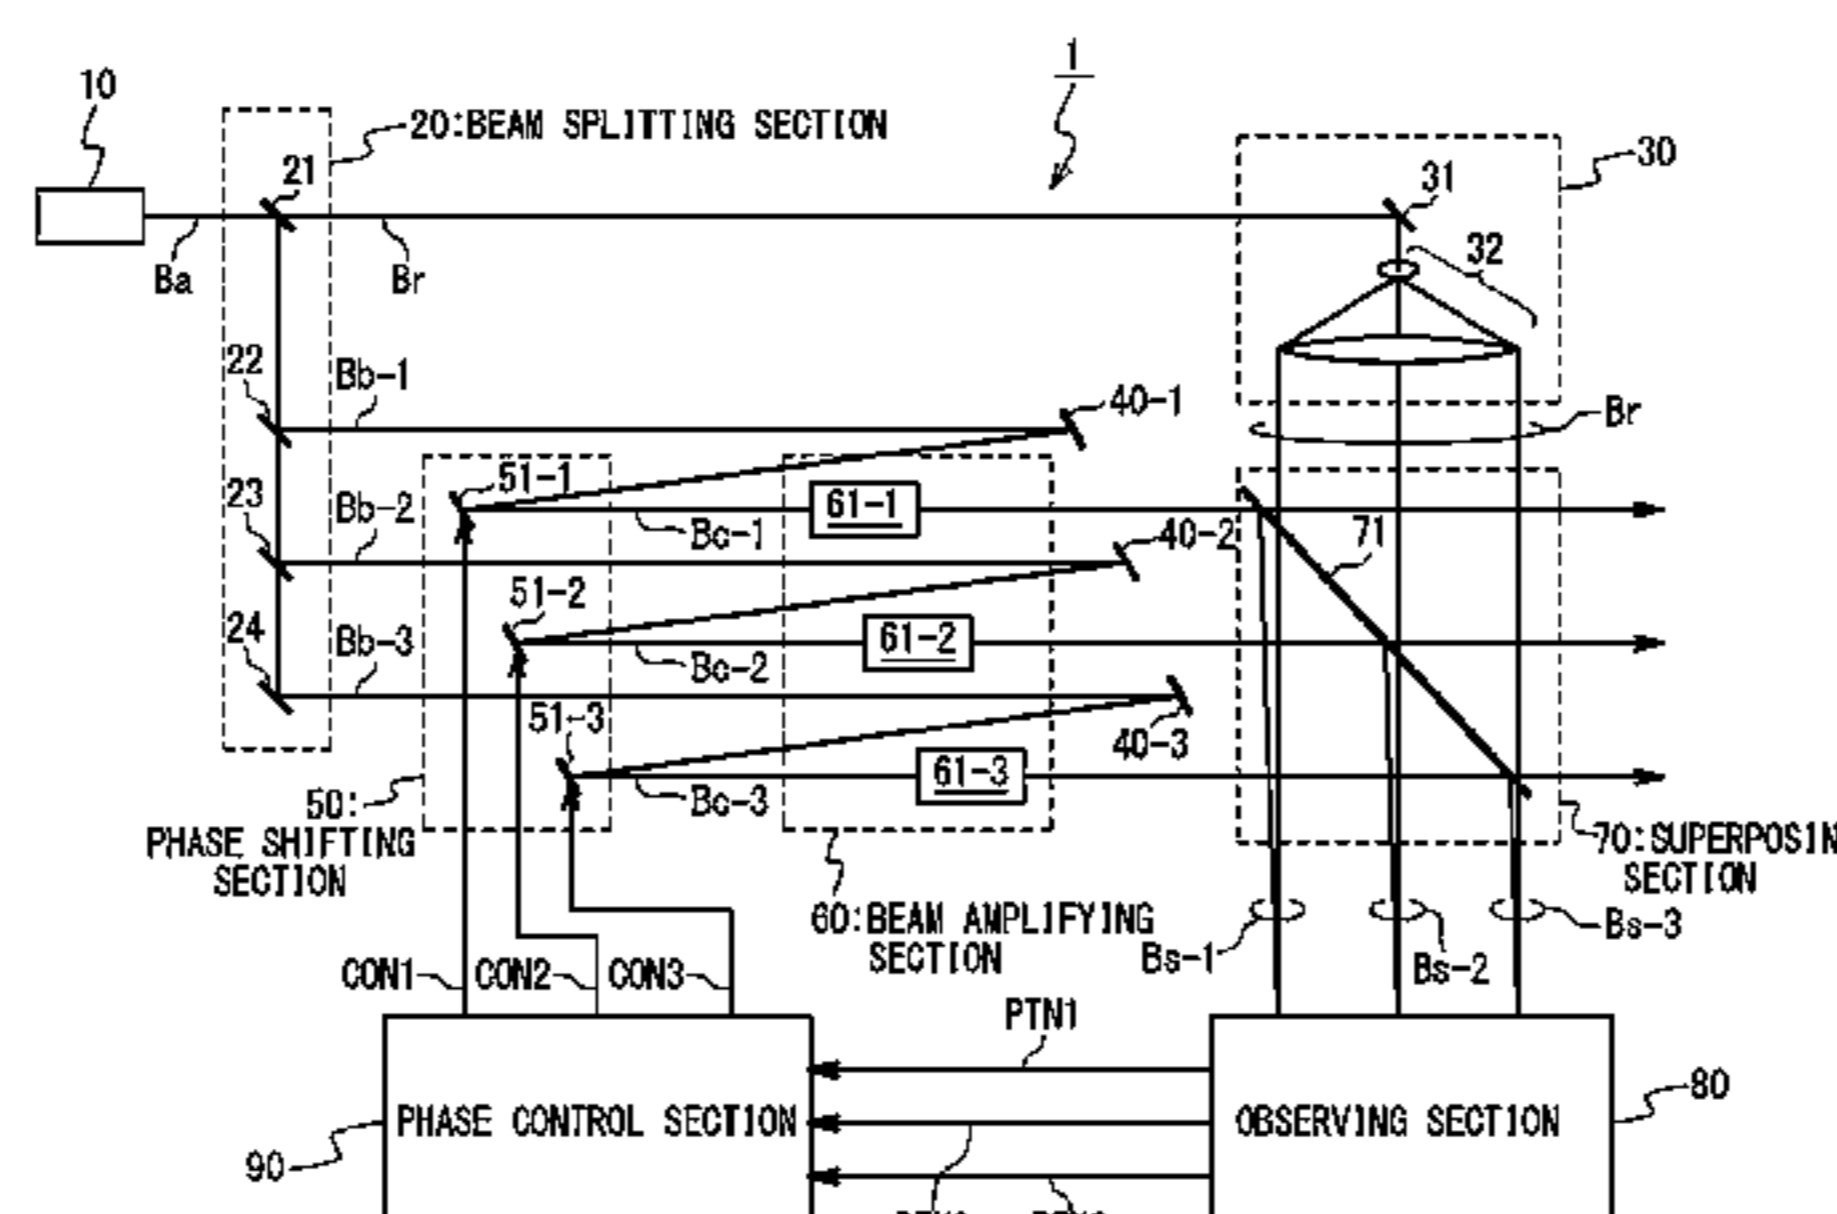 1
10
20:BEAM SPLITTING SECTION
30
21
31
32
Ba
Br
22
Bb-1
40-1
Br
51-1
23
Bb-2
61-1
Bc-1
40-2
71
51-2
24
Bb-3
61-2
Bc-2
51-3
40-3
61-3
Bc-3
50:
PHASE SHIFTING
SECTION
70:SUPERPOSIN
SECTION
60:BEAM AMPLIFYING
SECTION
Bs-1
Bs-2
Bs-3
CON1
CON2
CON3
PTN1
80
PHASE CONTROL SECTION
OBSERVING SECTION
90